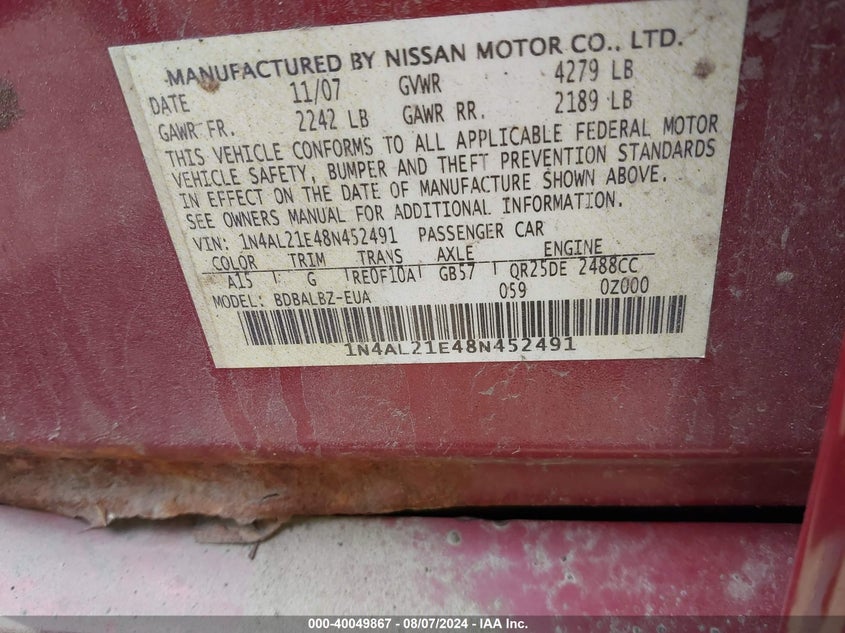 MANUFACTURED BY NISSAN MOTOR CO., LTD.
DATE 11/07 GVWR 4279 LB
GAWR FR. 2242 LB GAWR RR. 2189 LB
THIS VEHICLE CONFORMS TO ALL APPLICABLE FEDERAL MOTOR
VEHICLE SAFETY, BUMPER AND THEFT PREVENTION STANDARDS
IN EFFECT ON THE DATE OF MANUFACTURE SHOWN ABOVE.
SEE OWNERS MANUAL FOR ADDITIONAL INFORMATION.
VIN: 1N4AL21E48N452491 PASSENGER CAR
COLOR TRIM TRANS AXLE ENGINE
A15 G RE0F10A GB57 QR25DE 2488CC
MODEL: BDBALBZ-EUA 059 0Z000
1N4AL21E48N452491
000-40049867 - 08/07/2024 - IAA Inc.